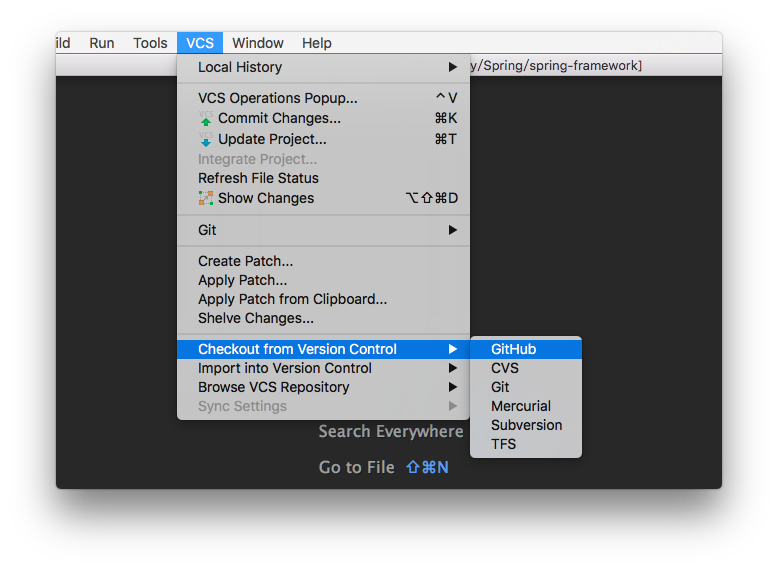 ild Run Tools VCS Window Help
y/Spring/spring-framework]
Local History
VCS Operations Popup... ⌃V
VCS Commit Changes... ⌘K
VCS Update Project... ⌘T
Integrate Project...
Refresh File Status
Show Changes ⌥⇧⌘D
Git
Create Patch...
Apply Patch...
Apply Patch from Clipboard...
Shelve Changes...
Checkout from Version Control GitHub
Import into Version Control CVS
Browse VCS Repository Git
Sync Settings Mercurial
Subversion
Search Everywhere
TFS
Go to File ⇧⌘N